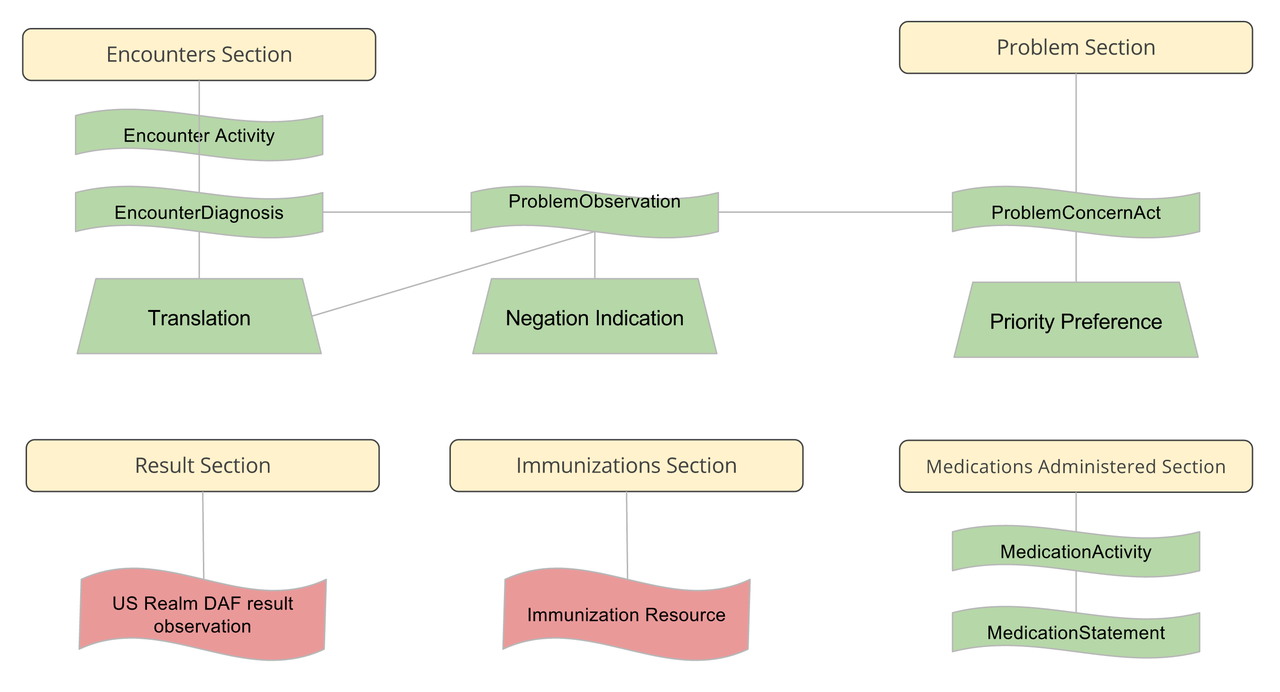 Encounters Section
Problem Section
Encounter Activity
EncounterDiagnosis
ProblemObservation
ProblemConcernAct
Translation
Negation Indication
Priority Preference
Result Section
Immunizations Section
Medications Administered Section
US Realm DAF result
observation
Immunization Resource
MedicationActivity
MedicationStatement